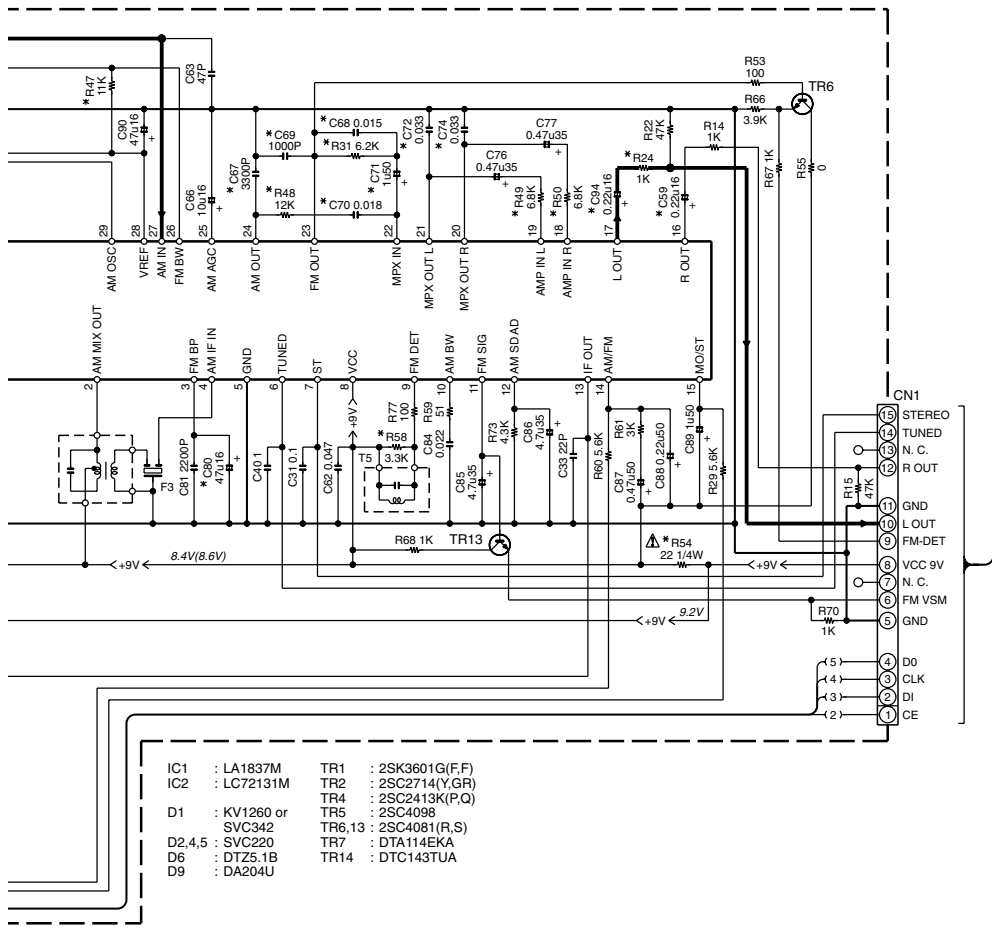 R53
100
TR6
R66
3.9K
* R47
11K
C63
47P
C90
47u16
+
C66
10u16
+
* C67
3300P
* C69
1000P
* R48
12K
* C68 0.015
* R31 6.2K
* C70 0.018
* C71
1u50
* C72
0.033
* C74
0.033
C77
0.47u35
+
C76
0.47u35
+
* R49
6.8K
* R50
6.8K
R22
47K
* R24
1K
* C94
0.22u16
+
* C59
0.22u16
+
R14
1K
R67 1K
R55
0
29 28 27 26 25 24 23 22 21 20 19 18 17 16
AM OSC
VREF
AM IN
FM BW
AM AGC
AM OUT
FM OUT
MPX IN
MPX OUT L
MPX OUT R
AMP IN L
AMP IN R
L OUT
R OUT
AM MIX OUT
FM BP
AM IF IN
GND
TUNED
ST
VCC
FM DET
AM BW
FM SIG
AM SDAD
IF OUT
AM/FM
MO/ST
2 3 4 5 6 7 8 9 10 11 12 13 14 15
F3
C81 2200P
* C80
47u16
+
C40 1
C31 0.1
C62 0.047
+9V
* R58
3.3K
T5
R77
100
R59
51
C84
0.022
C85
4.7u35
+
R73
4.3K
C86
4.7u35
+
C33 22P
R60 5.6K
R61
3K
C87
0.47u50
+
C88 0.22u50
+
C89 1u50
+
R29 5.6K
R68 1K
TR13
⚠ * R54
22 1/4W
8.4V(8.6V)
+9V
+9V
9.2V
+9V
R15
47K
R70
1K
CN1
15 STEREO
14 TUNED
13 N. C.
12 R OUT
11 GND
10 L OUT
9 FM-DET
8 VCC 9V
7 N. C.
6 FM VSM
5 GND
(5) 4 D0
(4) 3 CLK
(3) 2 DI
(2) 1 CE
IC1 : LA1837M
IC2 : LC72131M
D1 : KV1260 or
SVC342
D2,4,5 : SVC220
D6 : DTZ5.1B
D9 : DA204U
TR1 : 2SK3601G(F,F)
TR2 : 2SC2714(Y,GR)
TR4 : 2SC2413K(P,Q)
TR5 : 2SC4098
TR6,13 : 2SC4081(R,S)
TR7 : DTA114EKA
TR14 : DTC143TUA